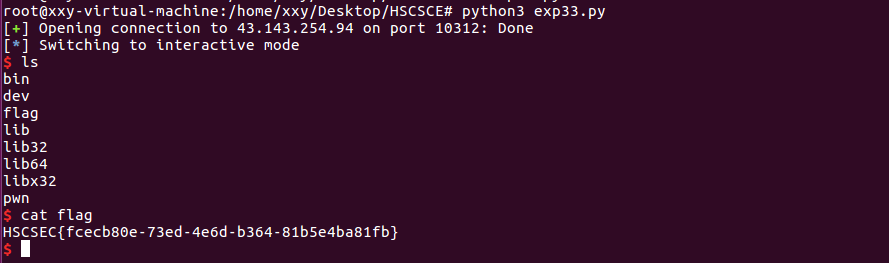 root@xxy-virtual-machine:/home/xxy/Desktop/HSCSCE# python3 exp33.py
[+] Opening connection to 43.143.254.94 on port 10312: Done
[*] Switching to interactive mode
$ ls
bin
dev
flag
lib
lib32
lib64
libx32
pwn
$ cat flag
HSCSEC{fcecb80e-73ed-4e6d-b364-81b5e4ba81fb}
$